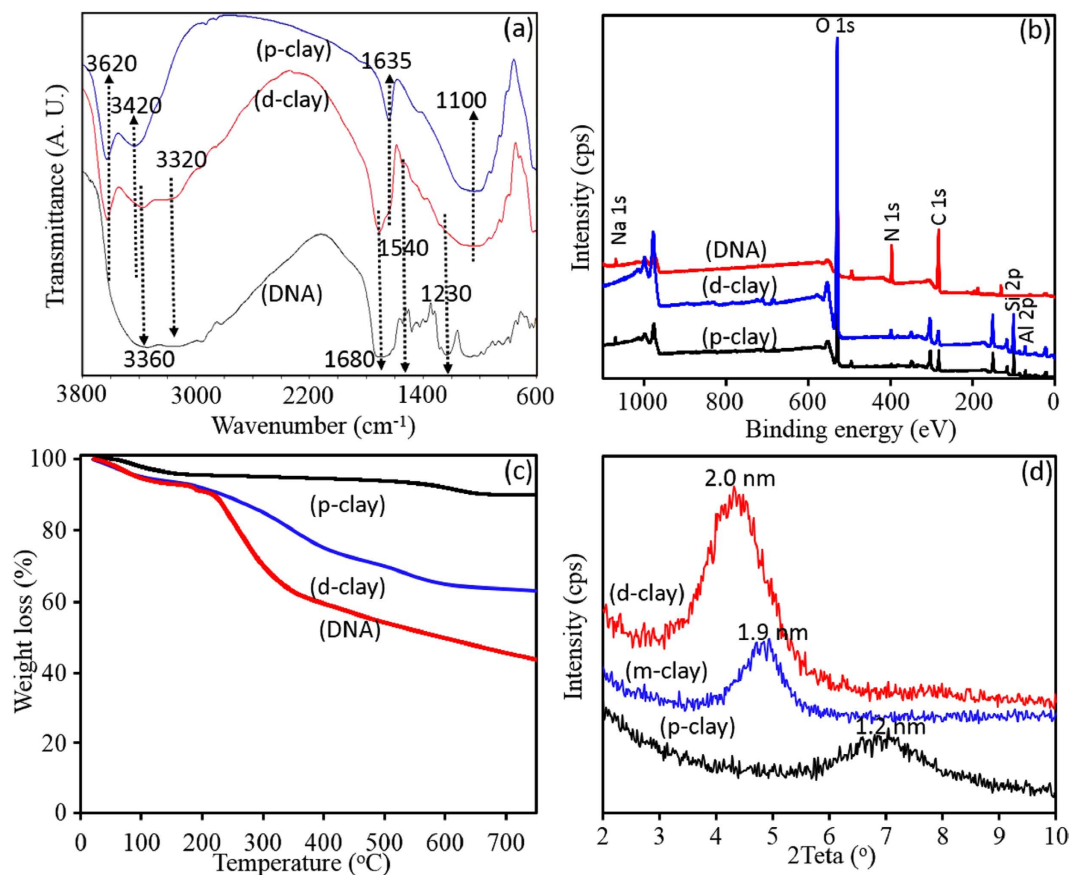 (a)
(p-clay)
3620
1635
(d-clay)
3420
1100
3320
1540
(DNA)
1230
3360
1680
Transmittance (A. U.)
3800 3000 2200 1400 600
Wavenumber (cm⁻¹)
(b)
O 1s
Na 1s
N 1s
C 1s
(DNA)
Si 2p
(d-clay)
Al 2p
(p-clay)
Intensity (cps)
1000 800 600 400 200 0
Binding energy (eV)
(c)
100
80
60
40
20
0
(p-clay)
(d-clay)
(DNA)
Weight loss (%)
0 100 200 300 400 500 600 700
Temperature (°C)
(d)
2.0 nm
(d-clay)
1.9 nm
(m-clay)
(p-clay)
1.2 nm
Intensity (cps)
2 3 4 5 6 7 8 9 10
2Teta (°)